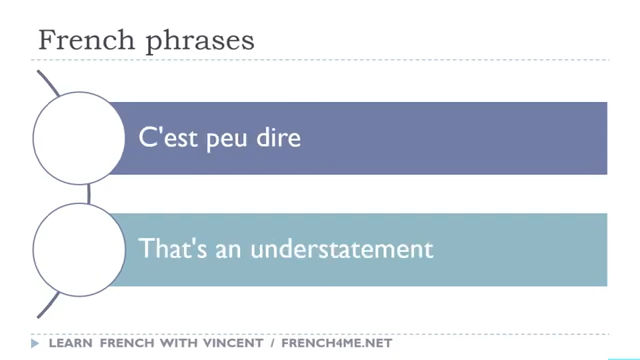 French phrases
C'est peu dire
That's an understatement
LEARN FRENCH WITH VINCENT / FRENCH4ME.NET